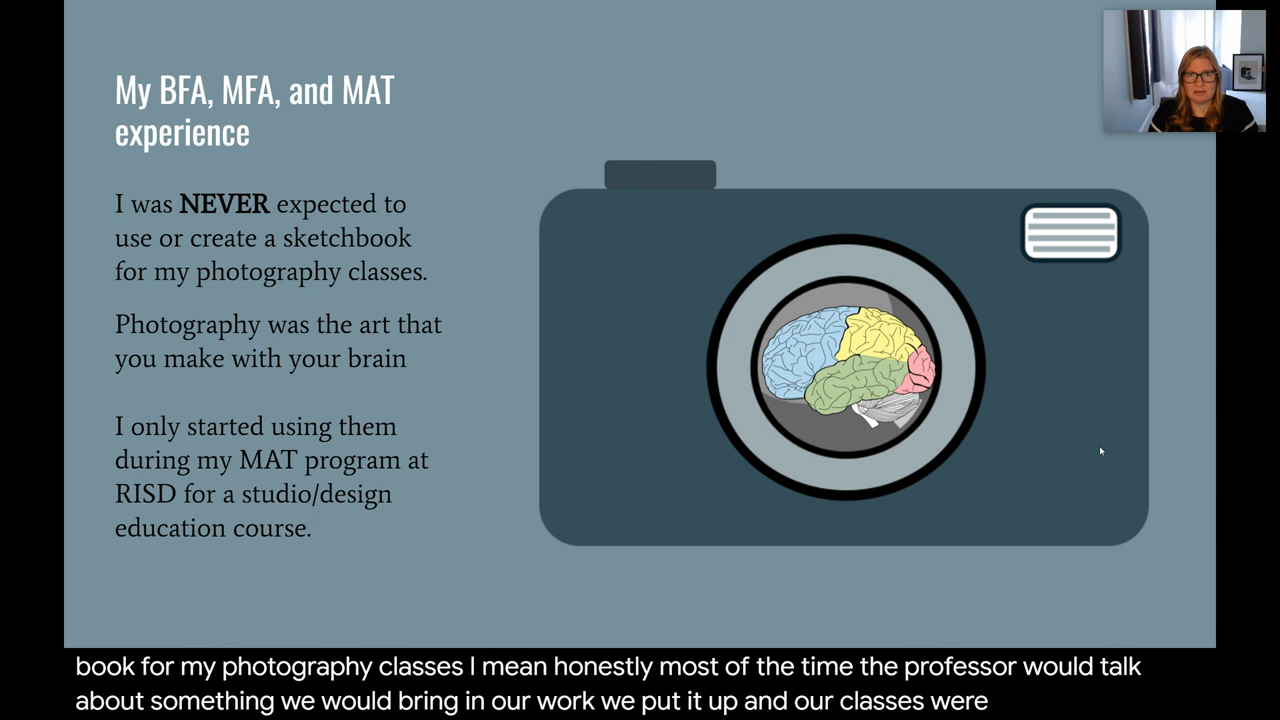 My BFA, MFA, and MAT
experience
I was NEVER expected to
use or create a sketchbook
for my photography classes.
Photography was the art that
you make with your brain
I only started using them
during my MAT program at
RISD for a studio/design
education course.
book for my photography classes I mean honestly most of the time the professor would talk
about something we would bring in our work we put it up and our classes were